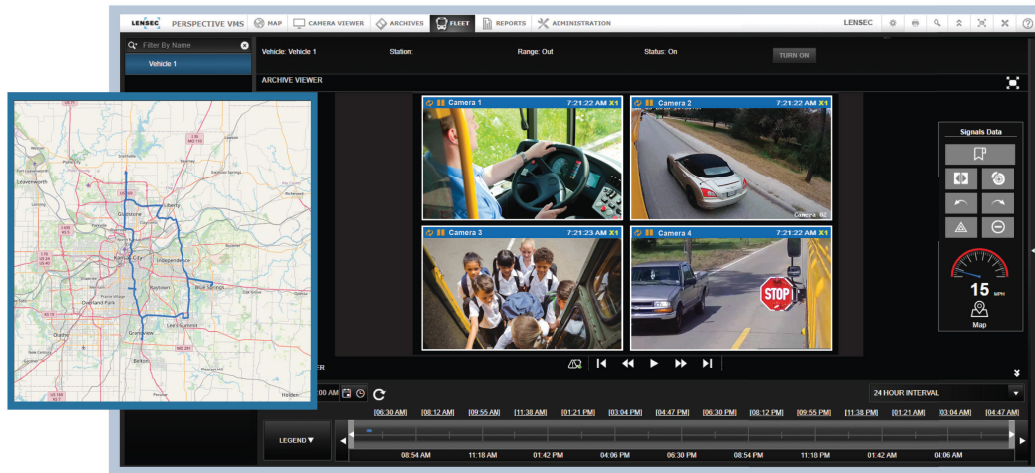 LENSEC PERSPECTIVE VMS MAP CAMERA VIEWER ARCHIVES FLEET REPORTS ADMINISTRATION LENSEC
Filter By Name
Vehicle 1
Vehicle: Vehicle 1 Station: Range: Out Status: On TURN ON
ARCHIVE VIEWER
Camera 1 7:21:22 AM X1
Camera 2 7:21:22 AM X1
Camera 02
Camera 3 7:21:23 AM X1
Camera 4 7:21:22 AM X1
STOP
Signals Data
15 MPH
Map
Smithville
Leavenworth
Liberty
Gladstone
Kansas City
Independence
Raytown
Blue Springs
Prairie Village
Overland Park
Lee's Summit
Grandview
Olathe
Belton
Holden
:00 AM
24 HOUR INTERVAL
[06:30 AM] [08:12 AM] [09:55 AM] [11:38 AM] [01:21 PM] [03:04 PM] [04:47 PM] [06:30 PM] [08:12 PM] [09:55 PM] [11:38 PM] [01:21 AM] [03:04 AM] [04:47 AM]
LEGEND
08:54 AM 11:18 AM 01:42 PM 04:06 PM 06:30 PM 08:54 PM 11:18 PM 01:42 AM 04:06 AM